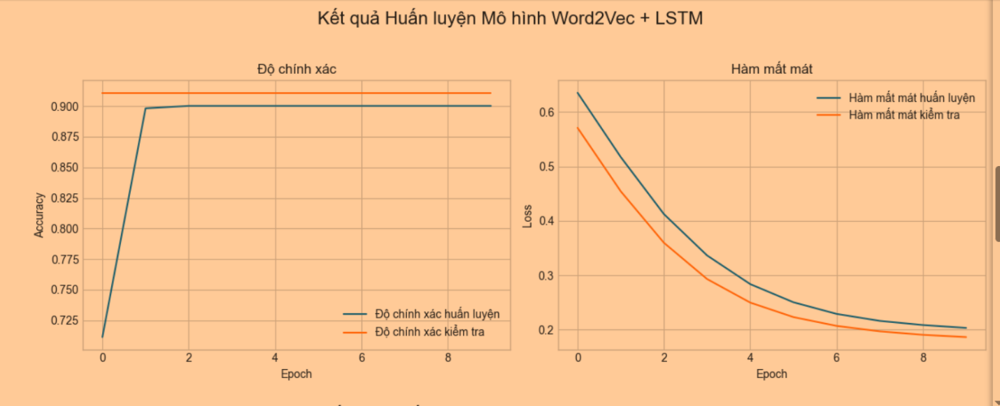 Kết quả Huấn luyện Mô hình Word2Vec + LSTM
Độ chính xác
Accuracy
0.900
0.875
0.850
0.825
0.800
0.775
0.750
0.725
Độ chính xác huấn luyện
Độ chính xác kiểm tra
0 2 4 6 8
Epoch
Hàm mất mát
Loss
0.6
0.5
0.4
0.3
0.2
Hàm mất mát huấn luyện
Hàm mất mát kiểm tra
0 2 4 6 8
Epoch